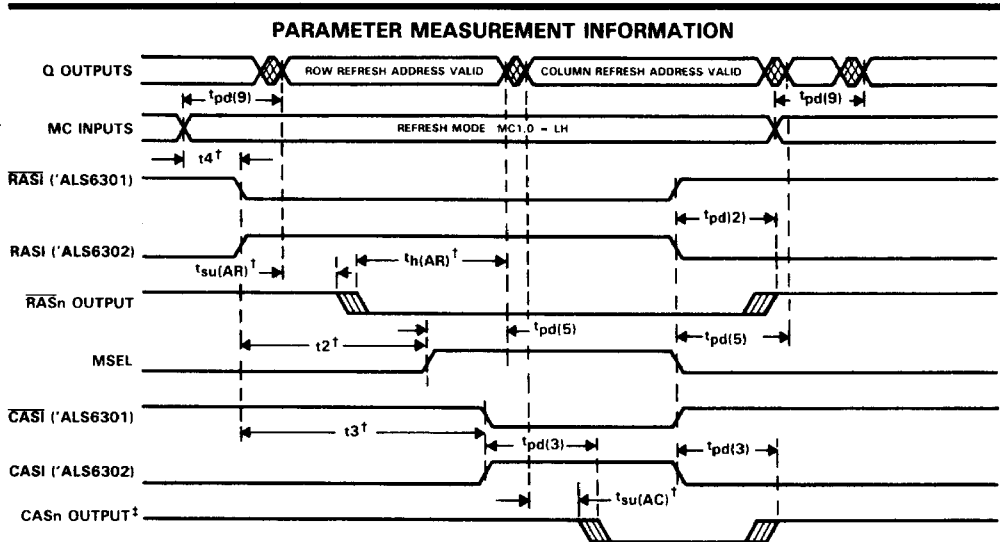 PARAMETER MEASUREMENT INFORMATION
Q OUTPUTS
ROW REFRESH ADDRESS VALID
COLUMN REFRESH ADDRESS VALID
tpd(9)
tpd(9)
MC INPUTS
REFRESH MODE MC1,0 – LH
t4†
RASI ('ALS6301)
tpd(2)
RASI ('ALS6302)
tsu(AR)†
th(AR)†
RASn OUTPUT
tpd(5)
tpd(5)
t2†
MSEL
CASI ('ALS6301)
t3†
tpd(3)
tpd(3)
CASI ('ALS6302)
tsu(AC)†
CASn OUTPUT‡